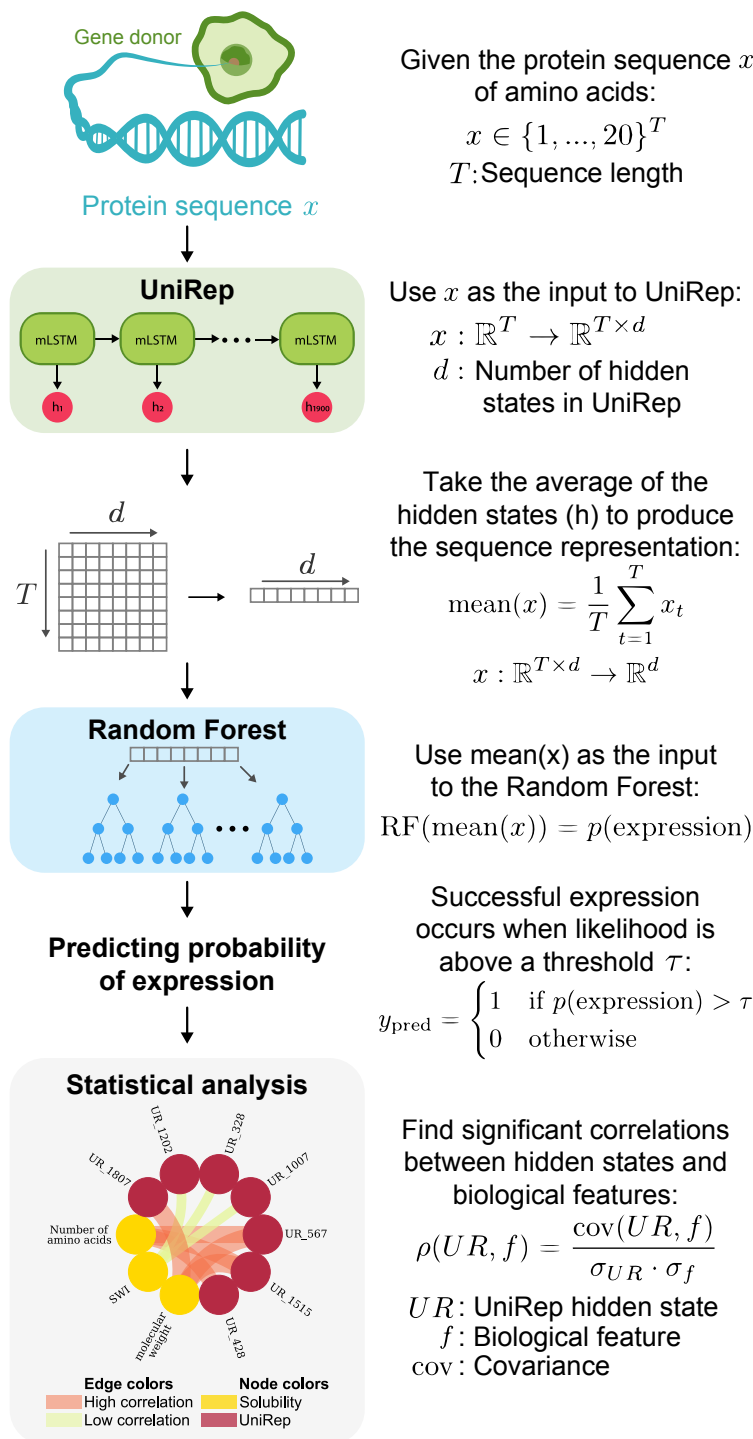 Gene donor
Protein sequence x
Given the protein sequence x
of amino acids:
x ∈ {1, ..., 20}^T
T: Sequence length
UniRep
mLSTM
mLSTM
mLSTM
h1
h2
h1900
Use x as the input to UniRep:
x : ℝ^T → ℝ^{T×d}
d : Number of hidden
states in UniRep
d
T
d
Take the average of the
hidden states (h) to produce
the sequence representation:
mean(x) = \frac{1}{T} \sum_{t=1}^{T} x_t
x : ℝ^{T×d} → ℝ^d
Random Forest
Use mean(x) as the input
to the Random Forest:
RF(mean(x)) = p(expression)
Predicting probability
of expression
Successful expression
occurs when likelihood is
above a threshold τ:
y_pred = { 1 if p(expression) > τ
0 otherwise
Statistical analysis
UR_1202
UR_328
UR_1807
UR_1007
Number of
amino acids
UR_567
SWI
UR_1515
molecular
weight
UR_428
Edge colors
High correlation
Low correlation
Node colors
Solubility
UniRep
Find significant correlations
between hidden states and
biological features:
ρ(UR, f) = \frac{cov(UR, f)}{σ_{UR} · σ_f}
UR: UniRep hidden state
f: Biological feature
cov: Covariance